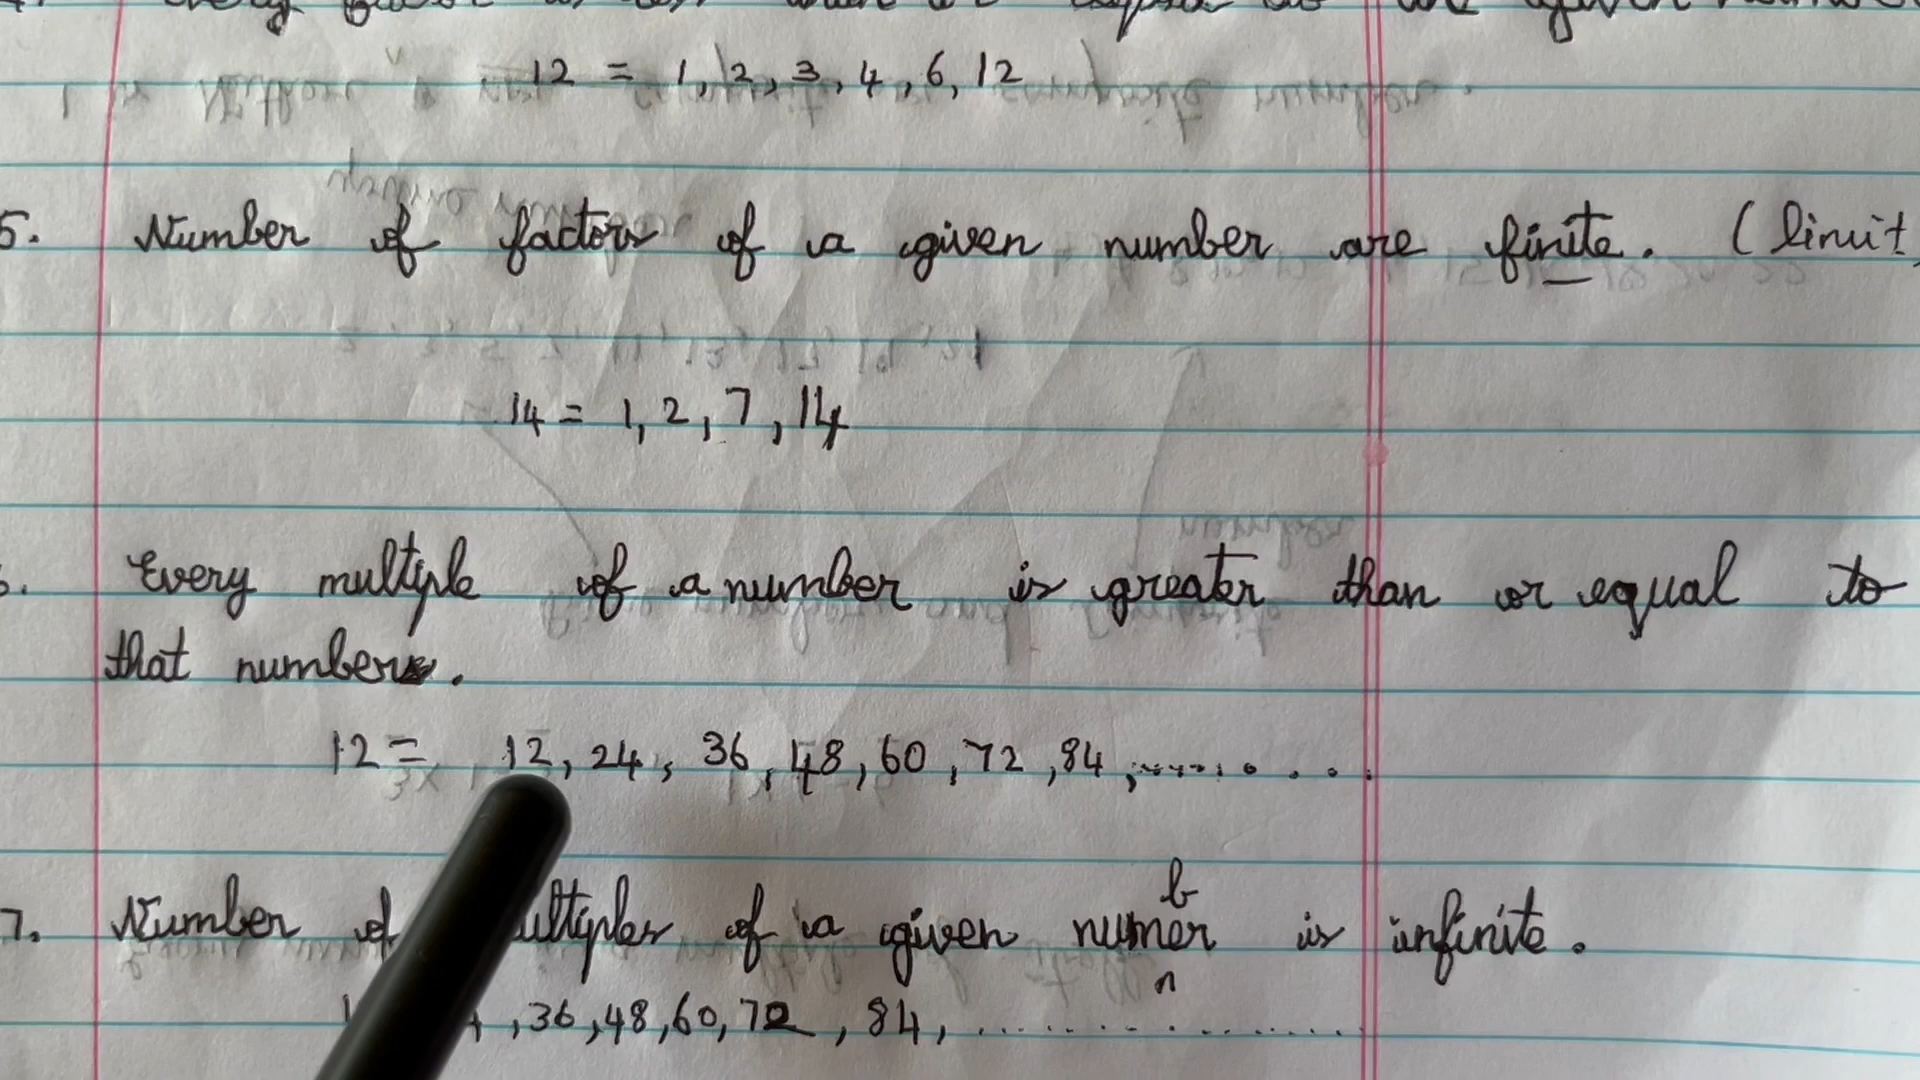 12 = 1, 2, 3, 4, 6, 12
5. Number of factors of a given number are finite. (limit
14 = 1, 2, 7, 14
Every multiple of a number is greater than or equal to
that number.
12 = 12, 24, 36, 48, 60, 72, 84, ..........
7. Number of of a given numer is infinite.
b
, 36, 48, 60, 72, 84, ..................